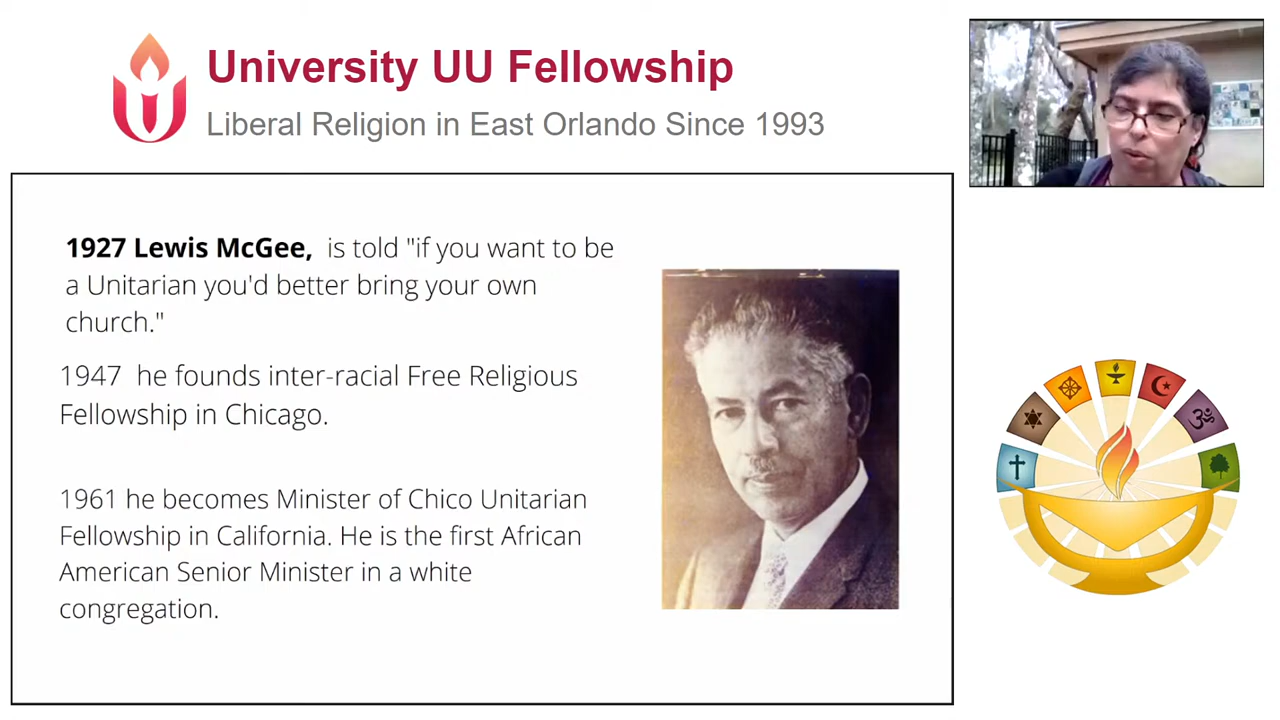 University UU Fellowship
Liberal Religion in East Orlando Since 1993
1927 Lewis McGee, is told "if you want to be
a Unitarian you'd better bring your own
church."
1947 he founds inter-racial Free Religious
Fellowship in Chicago.
1961 he becomes Minister of Chico Unitarian
Fellowship in California. He is the first African
American Senior Minister in a white
congregation.
ॐ